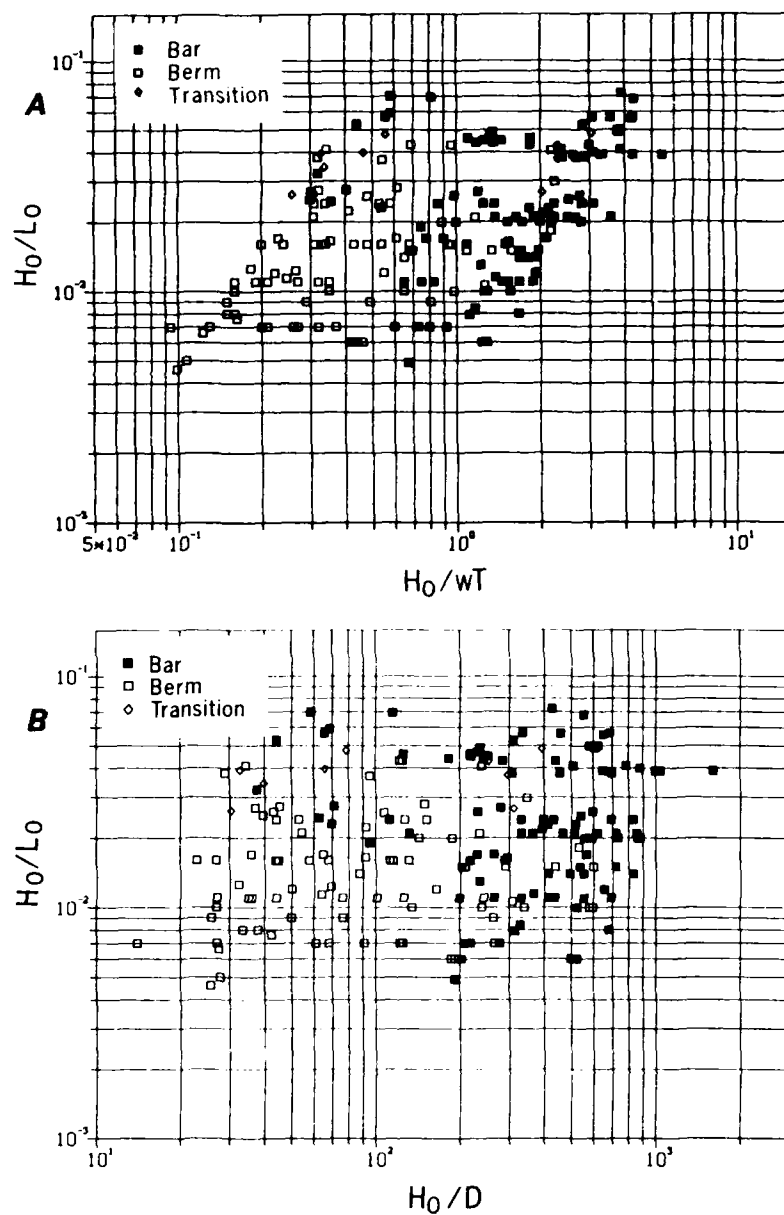 10⁻¹
Bar
Berm
Transition
A
H₀/L₀
10⁻²
10⁻³
5*10⁻² 10⁻¹ 10⁰ 10¹
H₀/wT
10⁻¹
Bar
Berm
Transition
B
H₀/L₀
10⁻²
10⁻³
10¹ 10² 10³
H₀/D